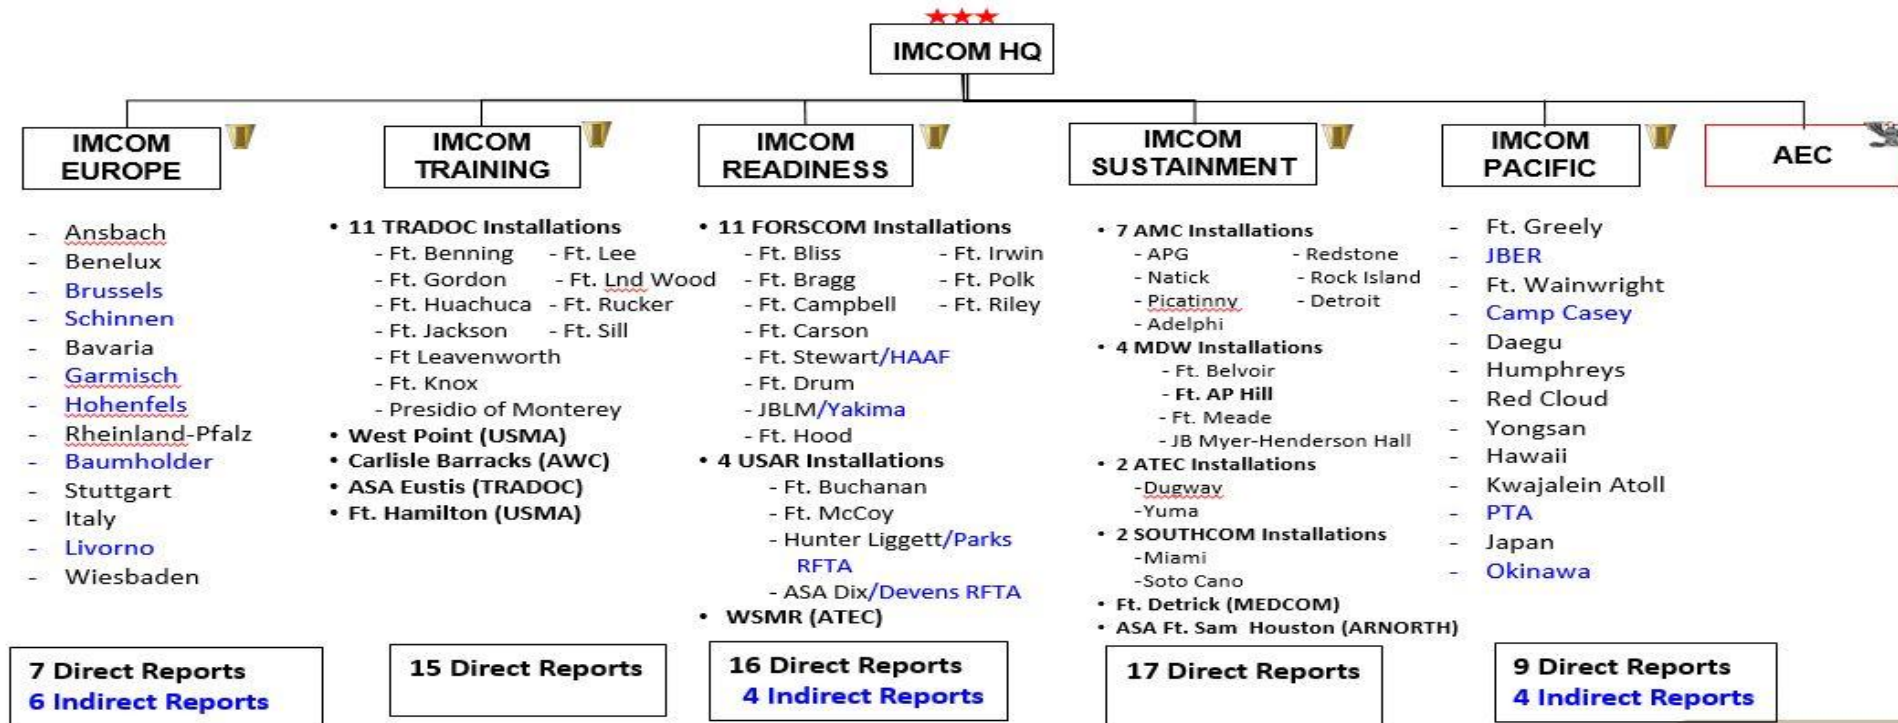 IMCOM HQ
IMCOM
EUROPE
- Ansbach
- Benelux
- Brussels
- Schinnen
- Bavaria
- Garmisch
- Hohenfels
- Rheinland-Pfalz
- Baumholder
- Stuttgart
- Italy
- Livorno
- Wiesbaden
7 Direct Reports
6 Indirect Reports
IMCOM
TRAINING
• 11 TRADOC Installations
- Ft. Benning - Ft. Lee
- Ft. Gordon - Ft. Lnd Wood
- Ft. Huachuca - Ft. Rucker
- Ft. Jackson - Ft. Sill
- Ft Leavenworth
- Ft. Knox
- Presidio of Monterey
• West Point (USMA)
• Carlisle Barracks (AWC)
• ASA Eustis (TRADOC)
• Ft. Hamilton (USMA)
15 Direct Reports
IMCOM
READINESS
• 11 FORSCOM Installations
- Ft. Bliss - Ft. Irwin
- Ft. Bragg - Ft. Polk
- Ft. Campbell - Ft. Riley
- Ft. Carson
- Ft. Stewart/HAAF
- Ft. Drum
- JBLM/Yakima
- Ft. Hood
• 4 USAR Installations
- Ft. Buchanan
- Ft. McCoy
- Hunter Liggett/Parks
RFTA
- ASA Dix/Devens RFTA
• WSMR (ATEC)
16 Direct Reports
4 Indirect Reports
IMCOM
SUSTAINMENT
• 7 AMC Installations
- APG - Redstone
- Natick - Rock Island
- Picatinny - Detroit
- Adelphi
• 4 MDW Installations
- Ft. Belvoir
- Ft. AP Hill
- Ft. Meade
- JB Myer-Henderson Hall
• 2 ATEC Installations
-Dugway
-Yuma
• 2 SOUTHCOM Installations
-Miami
-Soto Cano
• Ft. Detrick (MEDCOM)
• ASA Ft. Sam Houston (ARNORTH)
17 Direct Reports
IMCOM
PACIFIC
- Ft. Greely
- JBER
- Ft. Wainwright
- Camp Casey
- Daegu
- Humphreys
- Red Cloud
- Yongsan
- Hawaii
- Kwajalein Atoll
- PTA
- Japan
- Okinawa
9 Direct Reports
4 Indirect Reports
AEC